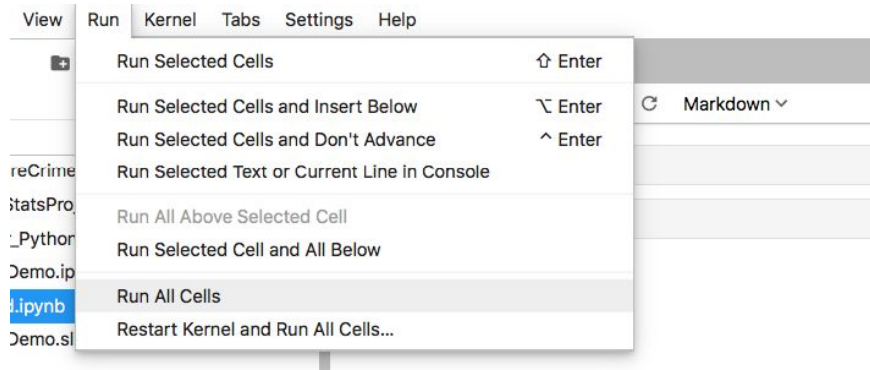 View Run Kernel Tabs Settings Help
Run Selected Cells ⇧ Enter
Run Selected Cells and Insert Below ⌥ Enter
Markdown
Run Selected Cells and Don't Advance ^ Enter
reCrime
Run Selected Text or Current Line in Console
StatsPro
Run All Above Selected Cell
r_Python
Run Selected Cell and All Below
Demo.ip
Run All Cells
d.ipynb
Restart Kernel and Run All Cells...
Demo.sl